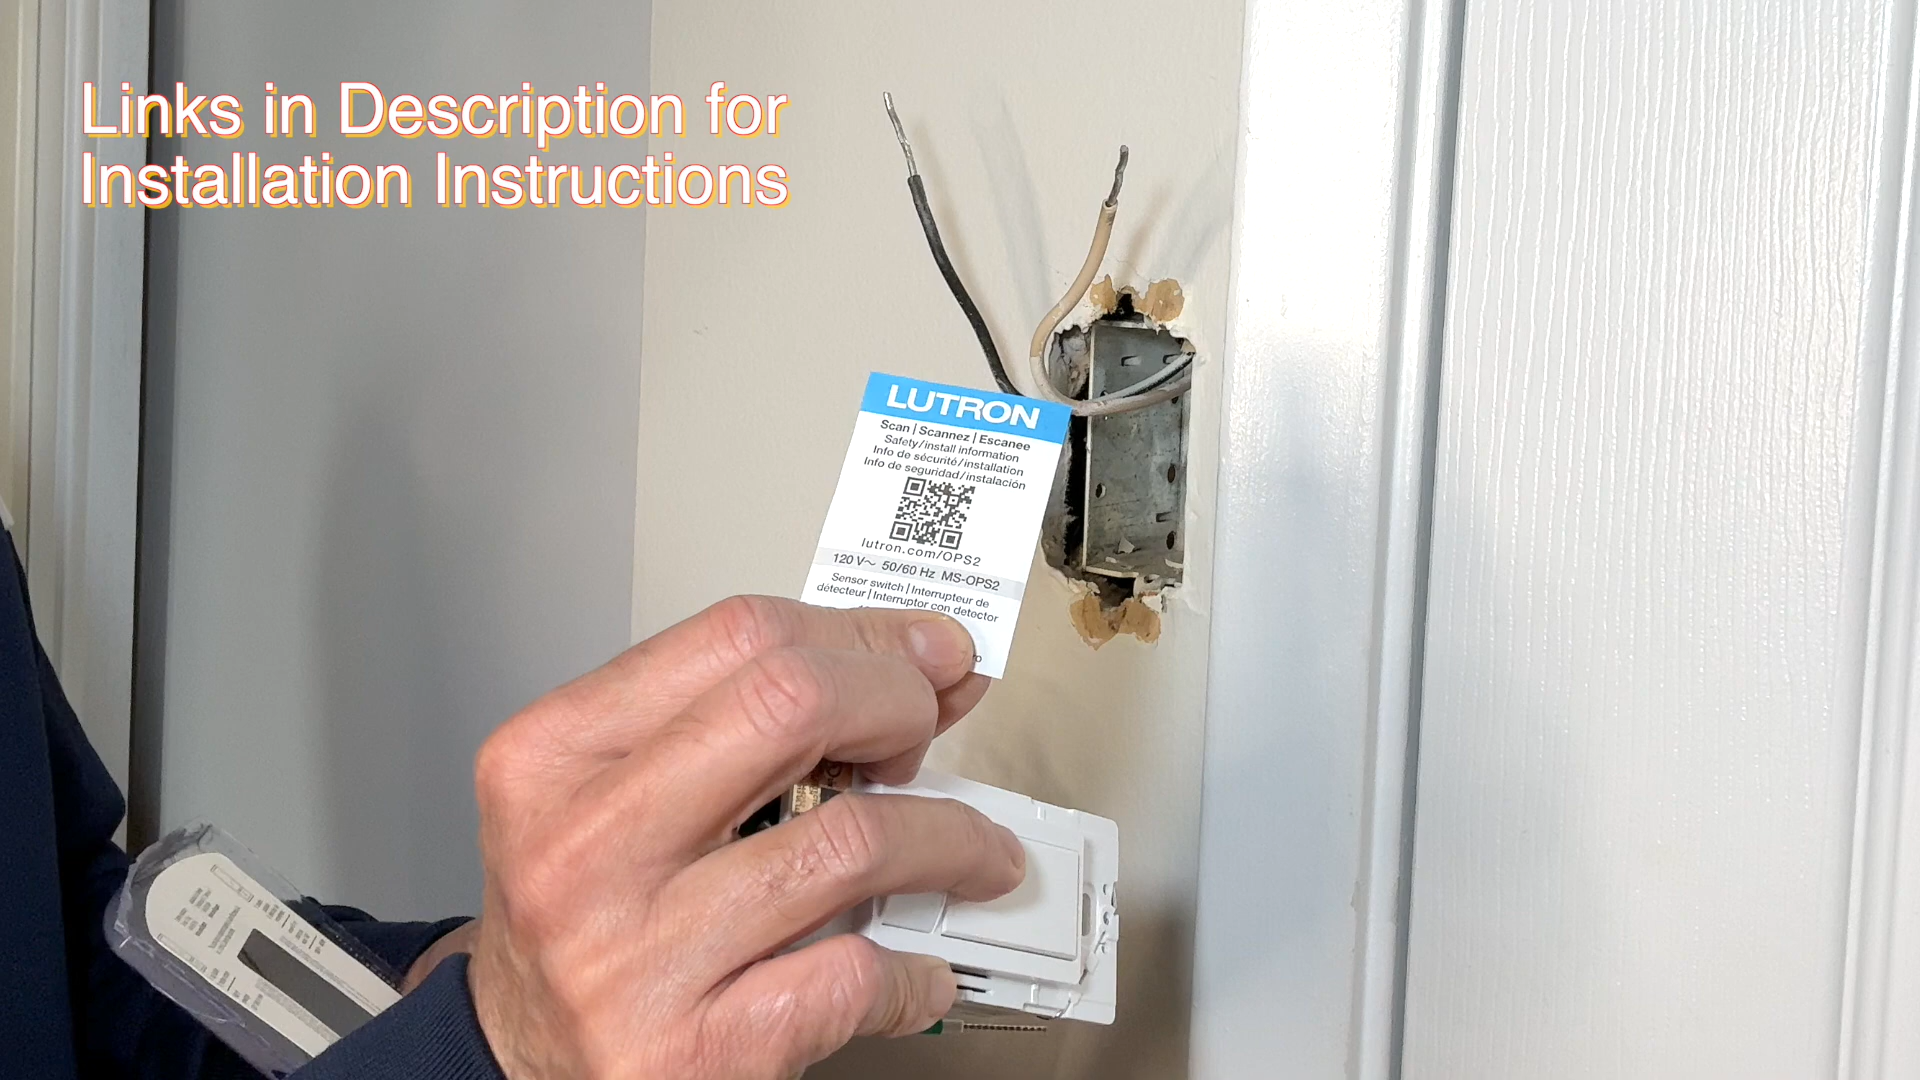 Links in Description for
Installation Instructions
LUTRON
Scan | Scannez | Escanee
Safety/install information
Info de sécurité/installation
Info de seguridad/instalación
lutron.com/OPS2
120 V~ 50/60 Hz MS-OPS2
Sensor switch | Interrupteur de
détecteur | Interruptor con detector